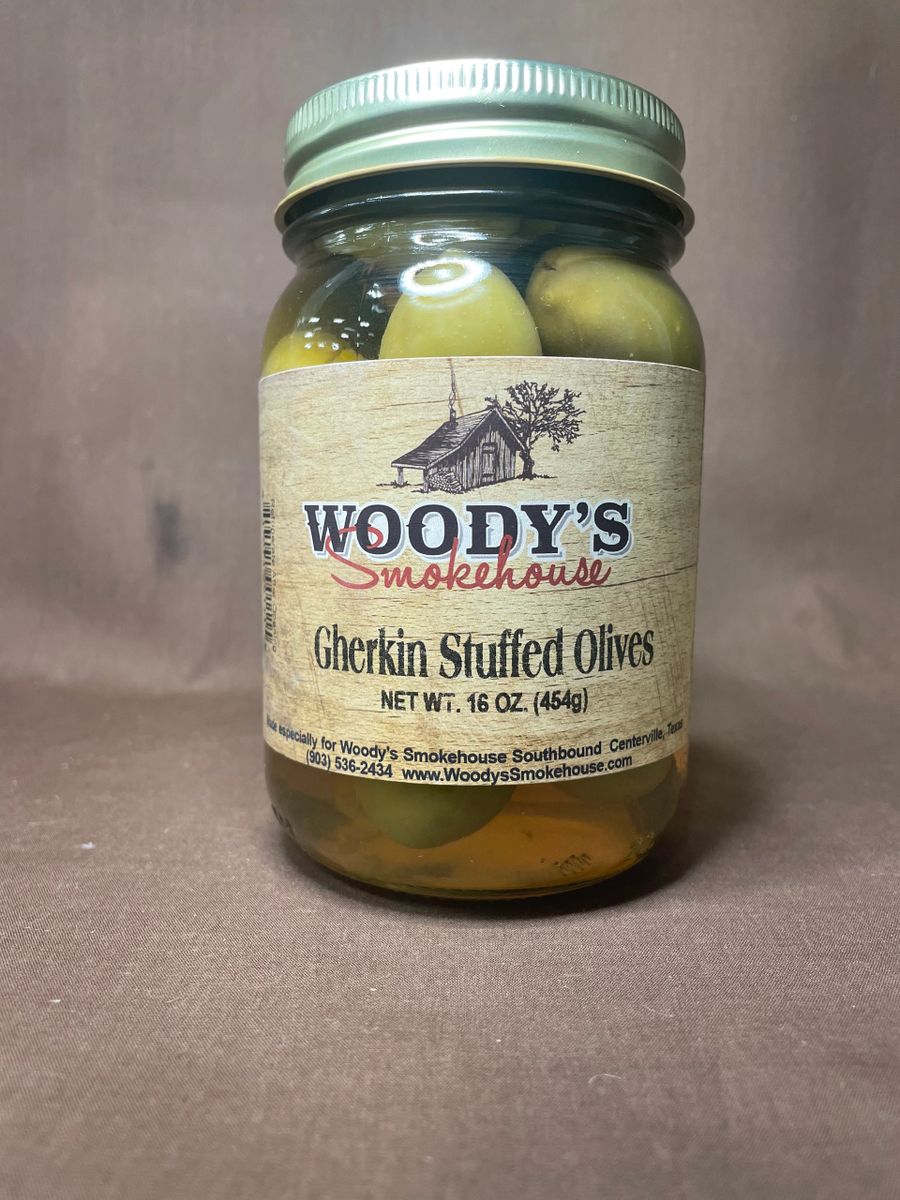 WOODY'S
Smokehouse
Gherkin Stuffed Olives
NET WT. 16 OZ. (454g)
Made especially for Woody's Smokehouse Southbound Centerville, Texas
(903) 536-2434 www.WoodysSmokehouse.com